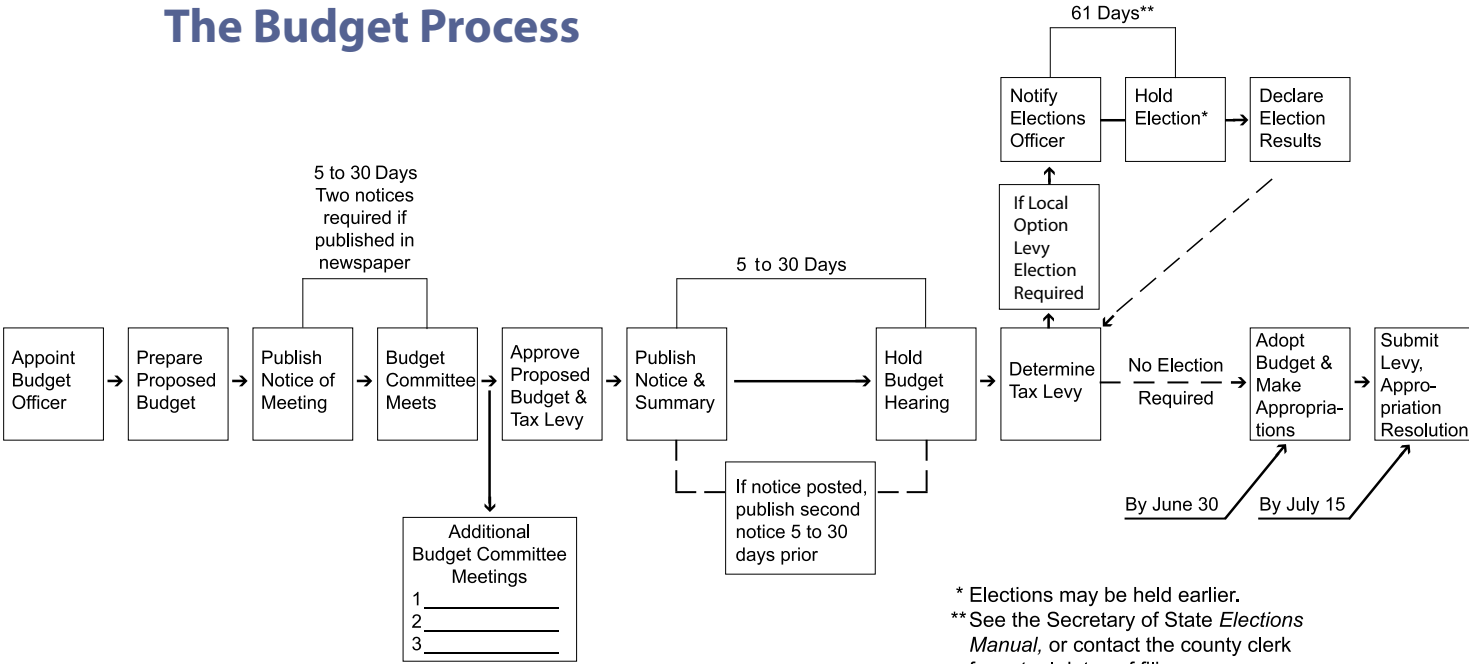 The Budget Process
61 Days**
Notify
Elections
Officer
Hold
Election*
Declare
Election
Results
5 to 30 Days
Two notices
required if
published in
newspaper
If Local
Option
Levy
Election
Required
5 to 30 Days
Appoint
Budget
Officer
Prepare
Proposed
Budget
Publish
Notice of
Meeting
Budget
Committee
Meets
Approve
Proposed
Budget &
Tax Levy
Publish
Notice &
Summary
Hold
Budget
Hearing
Determine
Tax Levy
No Election
Required
Adopt
Budget &
Make
Appropria-
tions
Submit
Levy,
Appro-
priation
Resolution
If notice posted,
publish second
notice 5 to 30
days prior
By June 30
By July 15
Additional
Budget Committee
Meetings
1
2
3
* Elections may be held earlier.
** See the Secretary of State Elections
Manual, or contact the county clerk